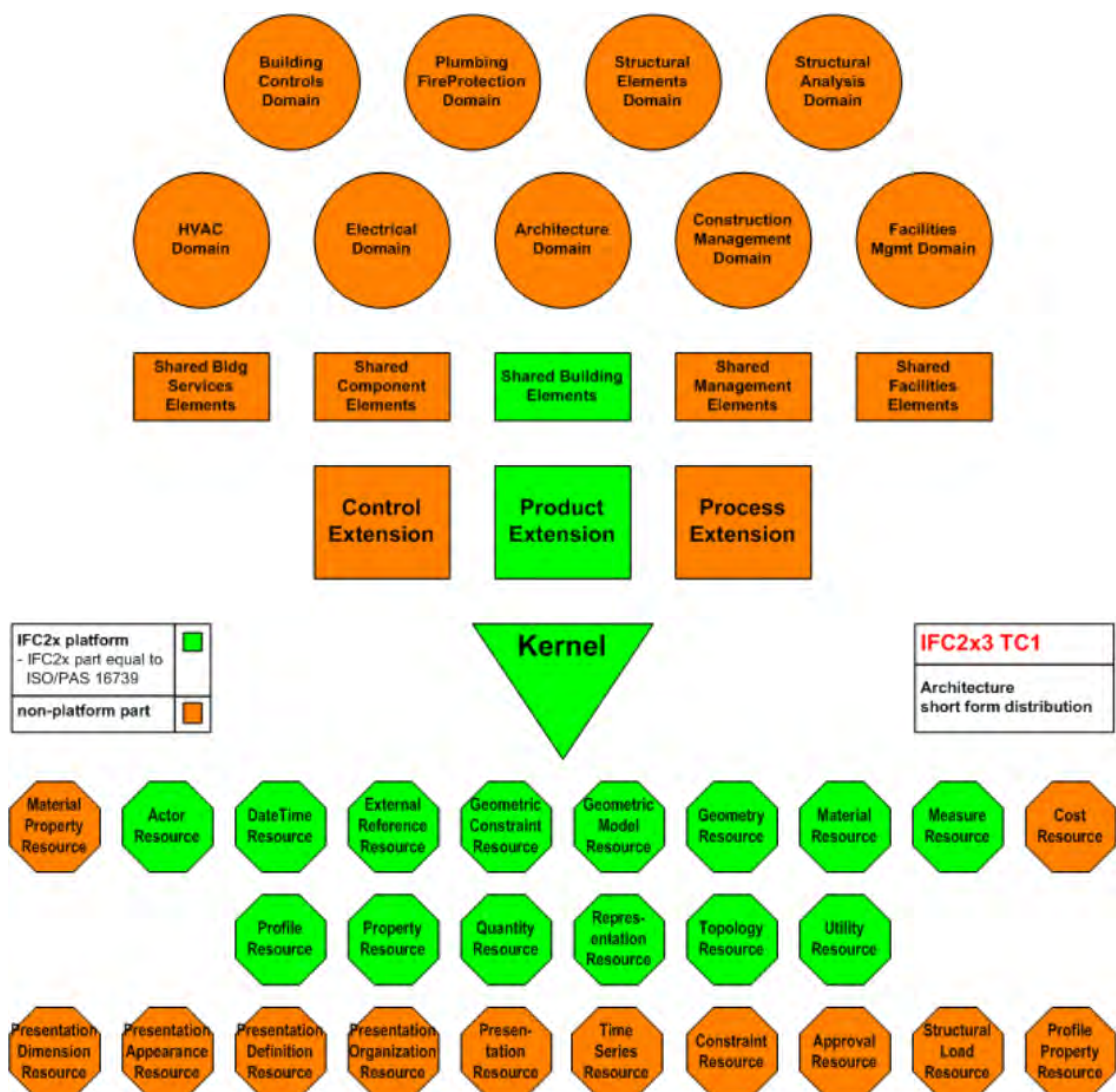 Building
Controls
Domain
Plumbing
FireProtection
Domain
Structural
Elements
Domain
Structural
Analysis
Domain
HVAC
Domain
Electrical
Domain
Architecture
Domain
Construction
Management
Domain
Facilities
Mgmt Domain
Shared Bldg
Services
Elements
Shared
Component
Elements
Shared Building
Elements
Shared
Management
Elements
Shared
Facilities
Elements
Control
Extension
Product
Extension
Process
Extension
IFC2x platform
- IFC2x part equal to
ISO/PAS 16739
non-platform part
Kernel
IFC2x3 TC1
Architecture
short form distribution
Material
Property
Resource
Actor
Resource
DateTime
Resource
External
Reference
Resource
Geometric
Constraint
Resource
Geometric
Model
Resource
Geometry
Resource
Material
Resource
Measure
Resource
Cost
Resource
Profile
Resource
Property
Resource
Quantity
Resource
Repres-
entation
Resource
Topology
Resource
Utility
Resource
Presentation
Dimension
Resource
Presentation
Appearance
Resource
Presentation
Definition
Resource
Presentation
Organization
Resource
Presen-
tation
Resource
Time
Series
Resource
Constraint
Resource
Approval
Resource
Structural
Load
Resource
Profile
Property
Resource